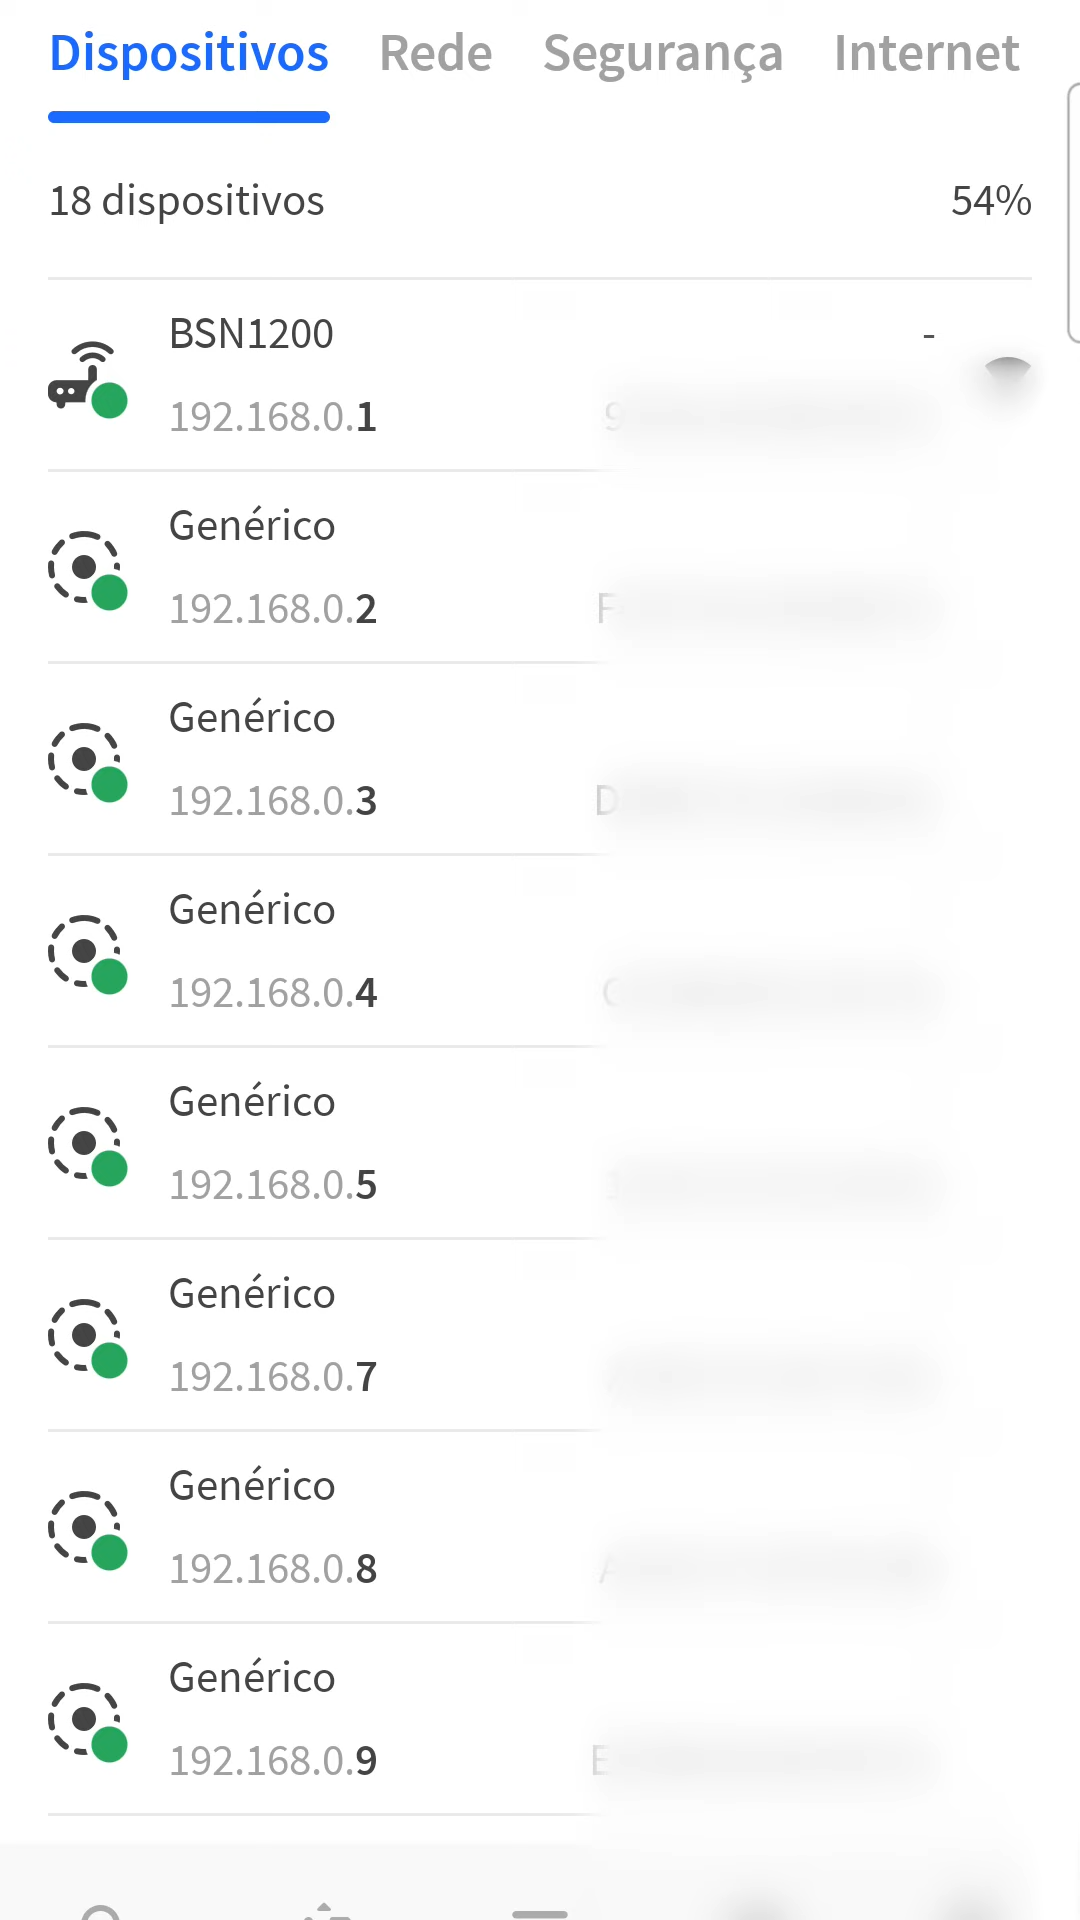 Dispositivos Rede Segurança Internet
18 dispositivos 54%
BSN1200 -
192.168.0.1
Genérico
192.168.0.2
Genérico
192.168.0.3
Genérico
192.168.0.4
Genérico
192.168.0.5
Genérico
192.168.0.7
Genérico
192.168.0.8
Genérico
192.168.0.9